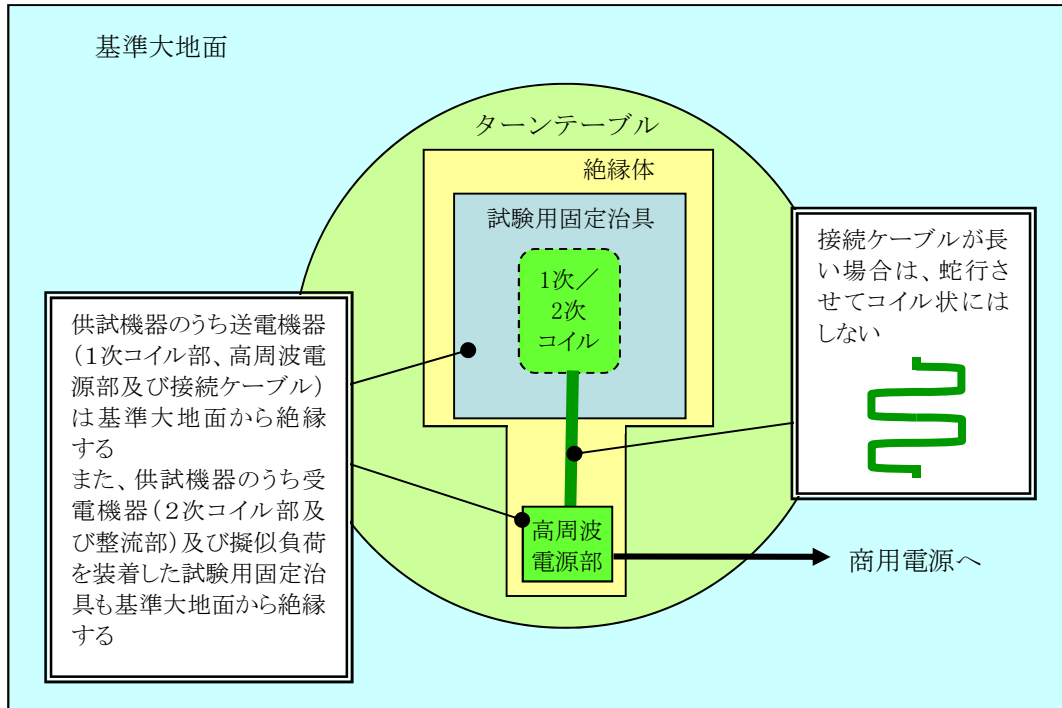 基準大地面
ターンテーブル
絶縁体
試験用固定治具
1次／
2次
コイル
接続ケーブルが長
い場合は、蛇行さ
せてコイル状には
しない
供試機器のうち送電機器
（１次コイル部、高周波電
源部及び接続ケーブル）
は基準大地面から絶縁
する
また、供試機器のうち受
電機器（２次コイル部及
び整流部）及び擬似負荷
を装着した試験用固定治
具も基準大地面から絶縁
する
高周波
電源部
商用電源へ